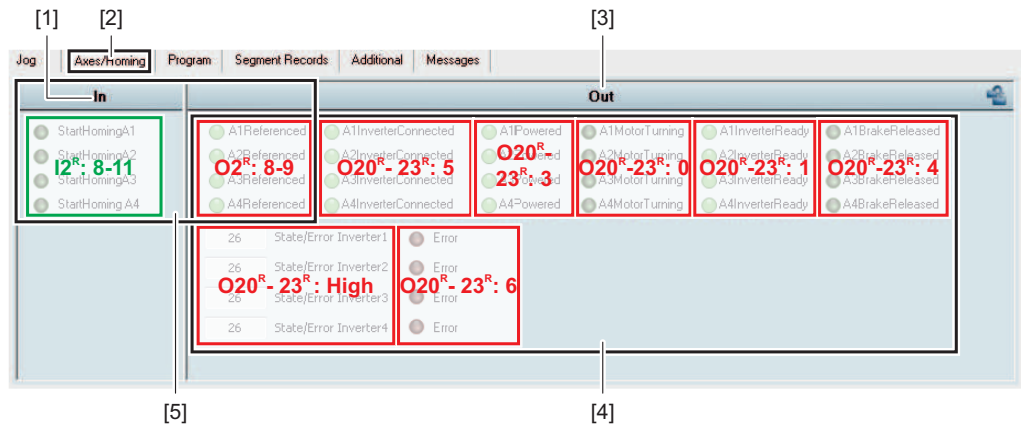 [1] [2] [3]
Jog Axes/Homing Program Segment Records Additional Messages
In Out
StartHomingA1 A1Referenced A1InverterConnected A1Powered A1MotorTurning A1InverterReady A1BrakeReleased
StartHomingA2 A2Referenced A2InverterConnected A2MotorTurning A2InverterReady A2BrakeReleased
I2R: 8-11 O2R: 8-9 O20R- 23R: 5 O20R- 23R: 3 O20R-23R: 0 O20R-23R: 1 O20R-23R: 4
StartHomingA3 A3Referenced A3InverterConnected A3MotorTurning A3InverterReady A3BrakeReleased
StartHoming A4 A4Referenced A4InverterConnected A4Powered A4MotorTurning A4InverterReady A4BrakeReleased
26 State/Error Inverter1 Error
26 State/Error Inverter2 Error
O20R- 23R: High O20R- 23R: 6
26 State/Error Inverter3 Error
26 State/Error Inverter4 Error
[5] [4]